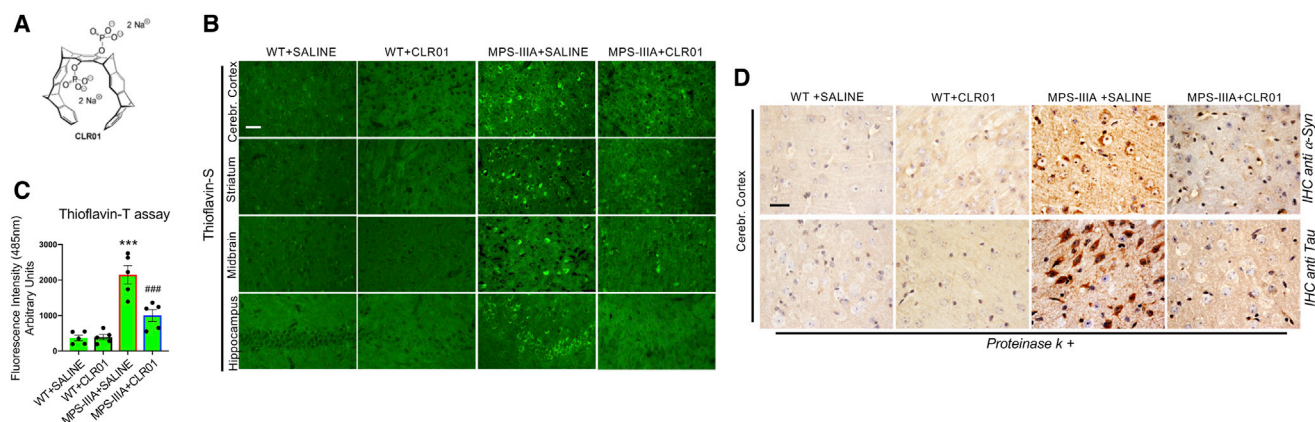 A
2 Na⊕
O
O-P-O⊖
O⊖
O
O-P-O⊖
O⊖
2 Na⊕
CLR01
B
WT+SALINE WT+CLR01 MPS-IIIA+SALINE MPS-IIIA+CLR01
Thioflavin-S
Cerebr. Cortex
Striatum
Midbrain
Hippocampus
C
Thioflavin-T assay
Fluorescence Intensity (485nm)
Arbitrary Units
3000
2000
1000
0
***
###
WT+SALINE
WT+CLR01
MPS-IIIA+SALINE
MPS-IIIA+CLR01
D
WT +SALINE WT+CLR01 MPS-IIIA +SALINE MPS-IIIA+CLR01
Cerebr. Cortex
IHC anti α-Syn
IHC anti Tau
Proteinase k +